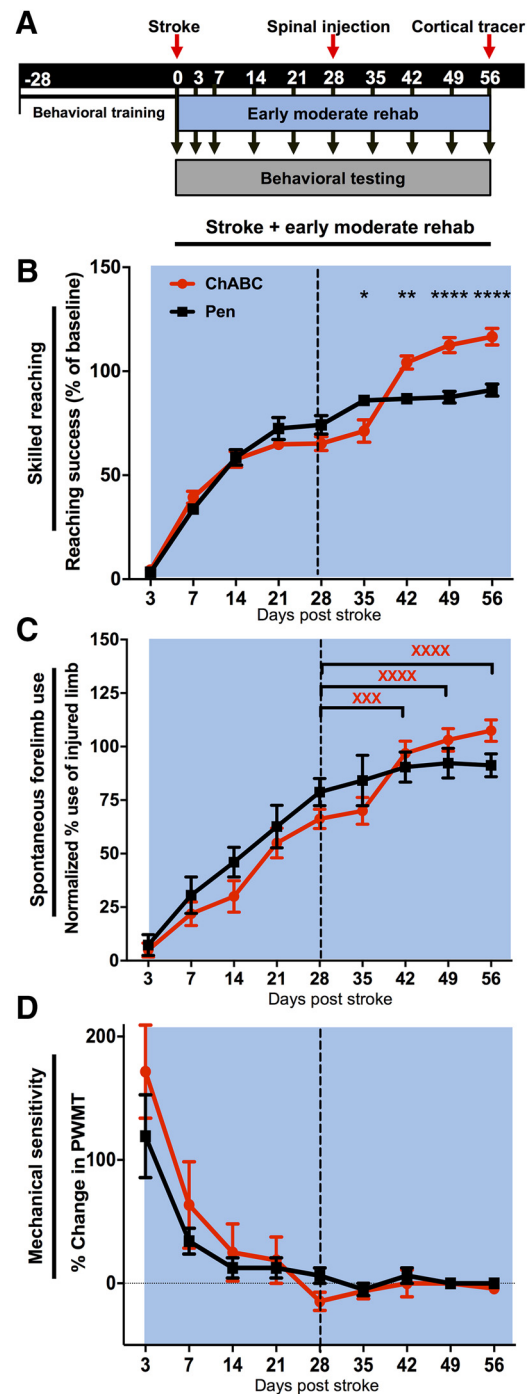 A
Stroke
Spinal injection
Cortical tracer
-28 0 3 7 14 21 28 35 42 49 56
Behavioral training
Early moderate rehab
Behavioral testing
Stroke + early moderate rehab
B
Skilled reaching
Reaching success (% of baseline)
150
100
50
0
ChABC
Pen
* ** **** ****
3 7 14 21 28 35 42 49 56
Days post stroke
C
Spontaneous forelimb use
Normalized % use of injured limb
150
125
100
75
50
25
0
XXXX
XXXX
XXX
3 7 14 21 28 35 42 49 56
Days post stroke
D
Mechanical sensitivity
% Change in PWMT
200
100
0
3 7 14 21 28 35 42 49 56
Days post stroke